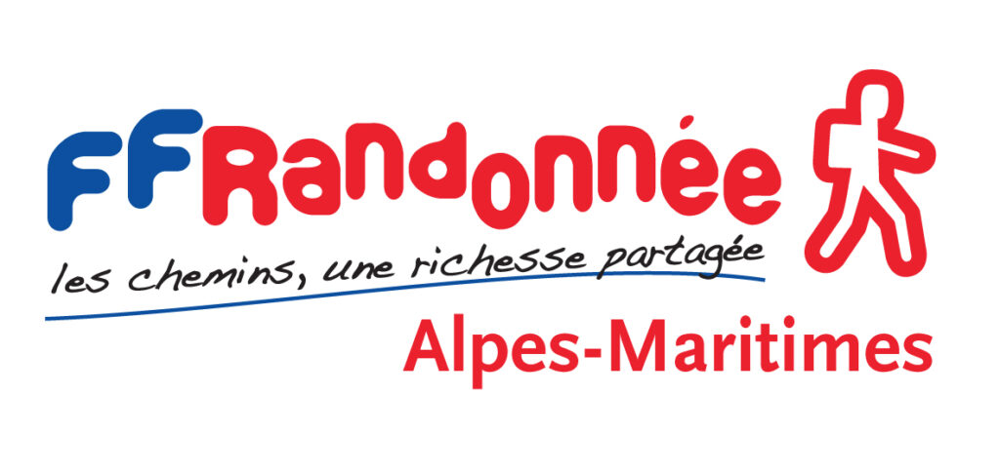 FFRandonnée
les chemins, une richesse partagée
Alpes-Maritimes